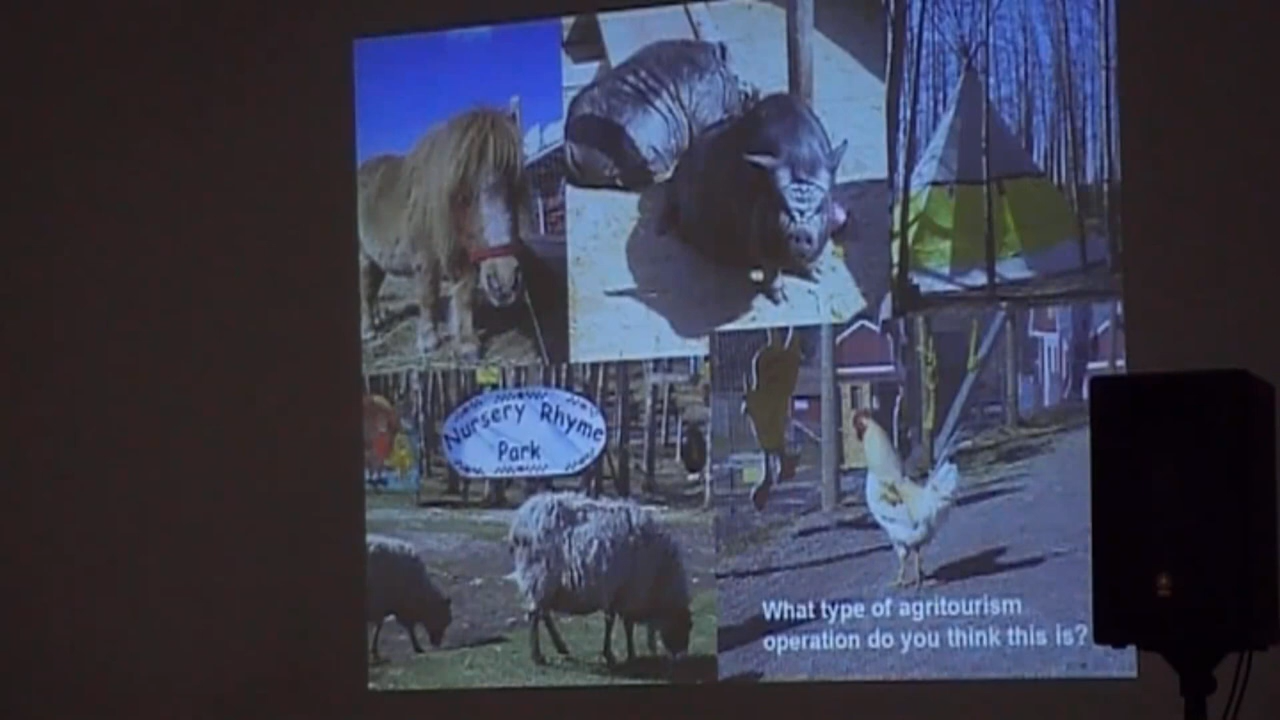 Nursery Rhyme
Park
What type of agritourism
operation do you think this is?